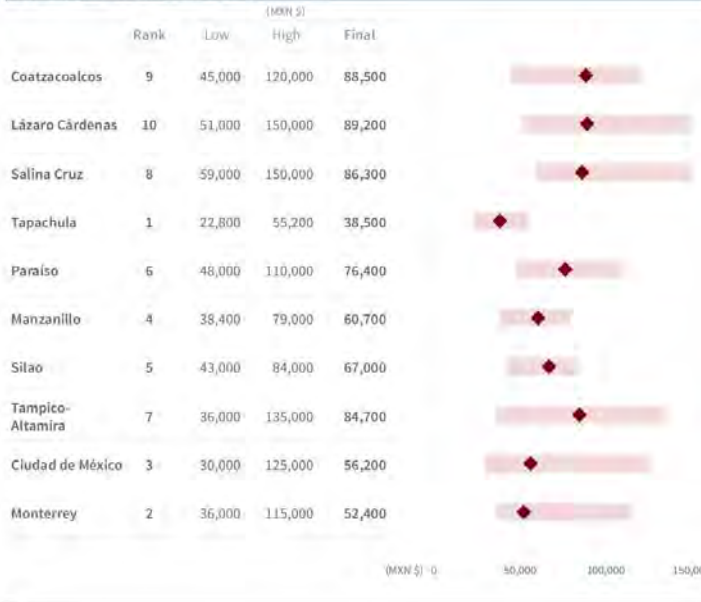 (MXN $)
Rank Low High Final
Coatzacoalcos 9 45,000 120,000 88,500
Lázaro Cárdenas 10 51,000 150,000 89,200
Salina Cruz 8 59,000 150,000 86,300
Tapachula 1 22,800 55,200 38,500
Paraíso 6 48,000 110,000 76,400
Manzanillo 4 38,400 79,000 60,700
Silao 5 43,000 84,000 67,000
Tampico-
Altamira 7 36,000 135,000 84,700
Ciudad de México 3 30,000 125,000 56,200
Monterrey 2 36,000 115,000 52,400
(MXN $) 0 50,000 100,000 150,00